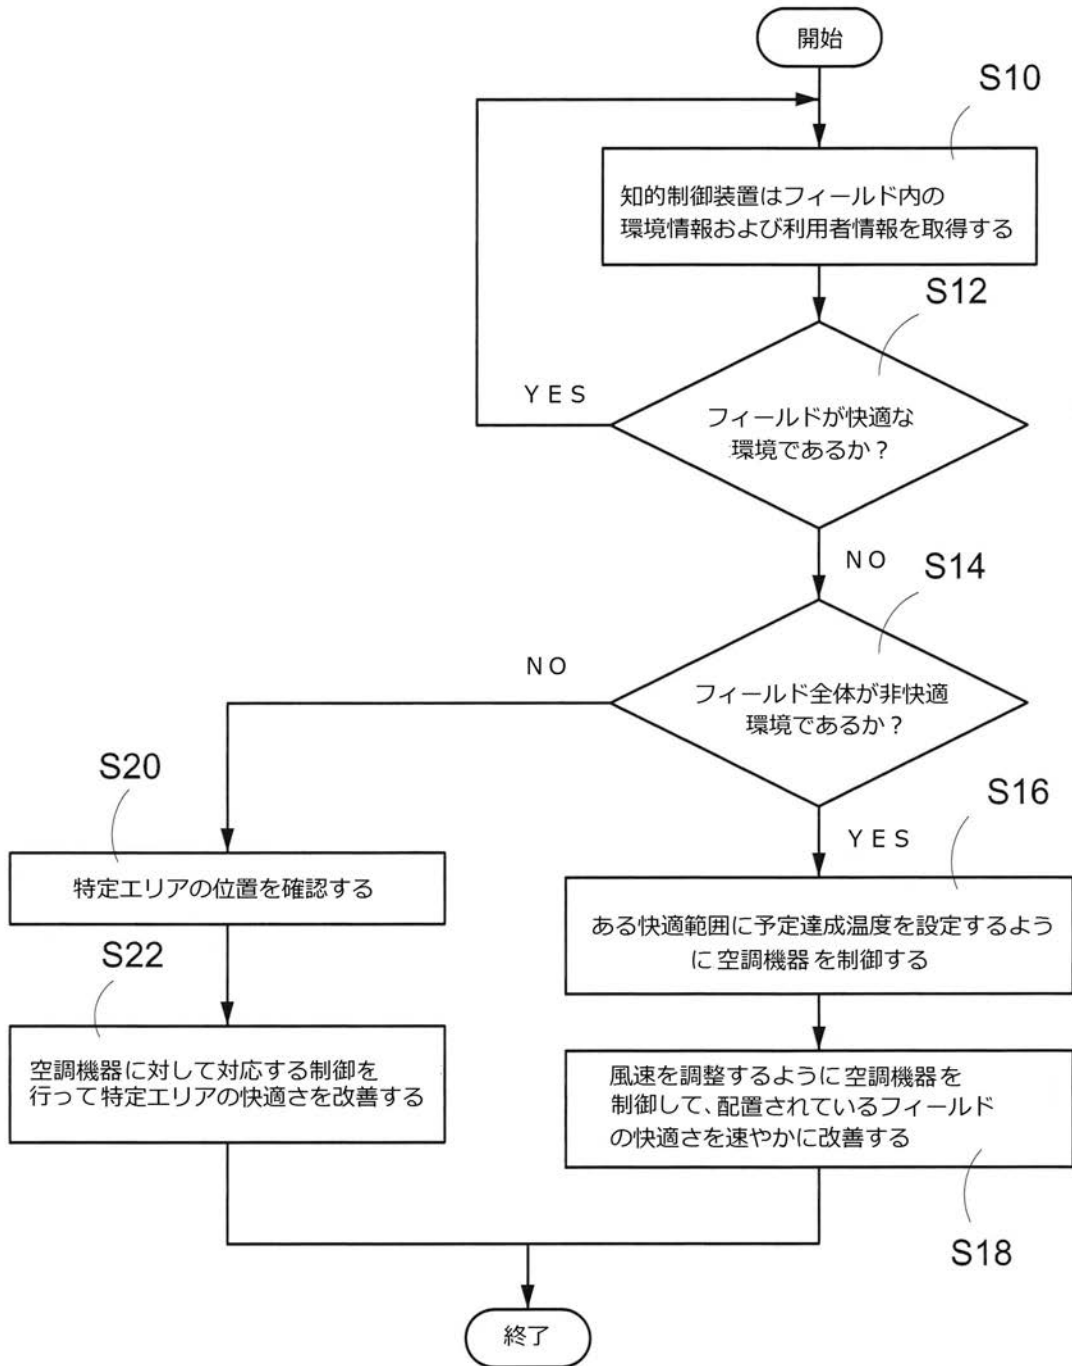 開始
S10
知的制御装置はフィールド内の
環境情報および利用者情報を取得する
S12
YES
フィールドが快適な
環境であるか？
NO
S14
NO
フィールド全体が非快適
環境であるか？
S20
S16
YES
特定エリアの位置を確認する
ある快適範囲に予定達成温度を設定するよう
に空調機器を制御する
S22
空調機器に対して対応する制御を
行って特定エリアの快適さを改善する
風速を調整するように空調機器を
制御して、配置されているフィールド
の快適さを速やかに改善する
S18
終了